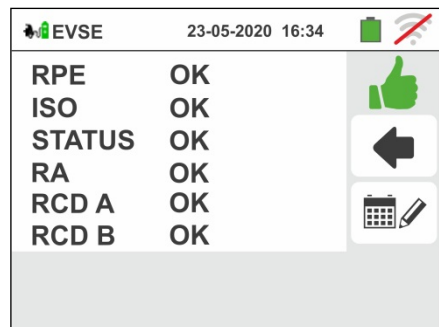 EVSE 23-05-2020 16:34
RPE OK
ISO OK
STATUS OK
RA OK
RCD A OK
RCD B OK